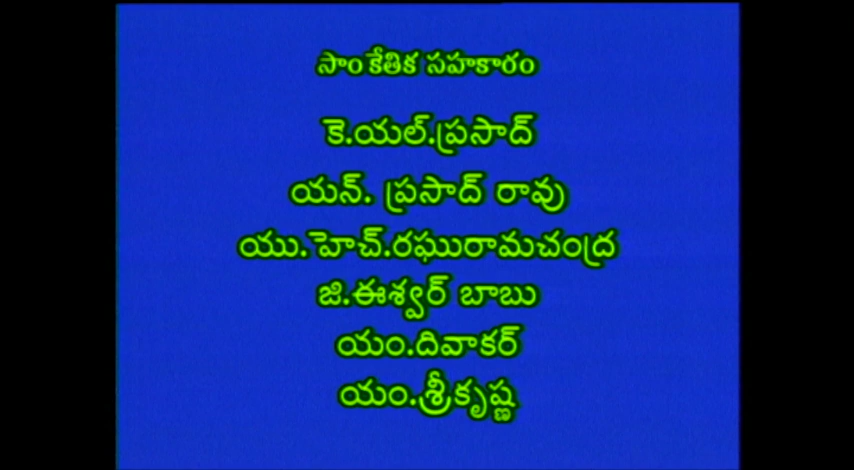 సాంకేతిక సహకారం
కె.యల్.ప్రసాద్
యన్. ప్రసాద్ రావు
యు.హెచ్.రఘురామచంద్ర
జి.ఈశ్వర్ బాబు
యం.దివాకర్
యం.శ్రీకృష్ణ